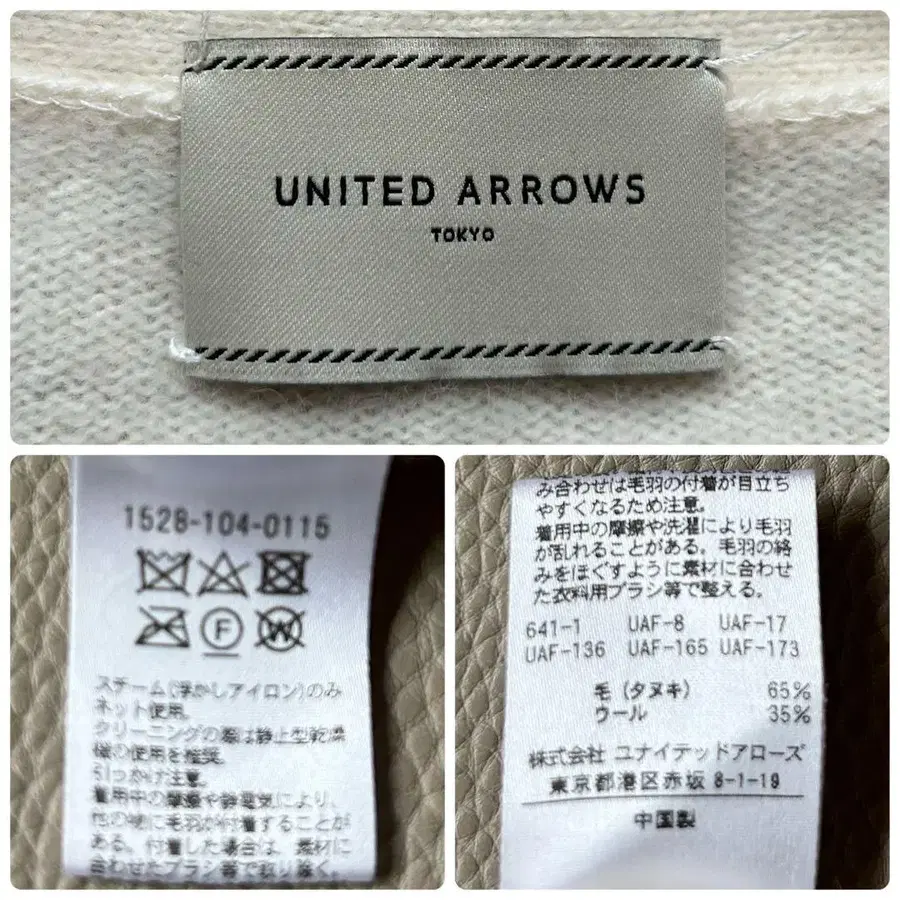 UNITED ARROWS
TOKYO
1528-104-0115
F
W
スチーム(浮かしアイロン)のみ
ネット使用。
クリーニングの際は静止型乾燥
機の使用を推奨。
引っかけ注意。
着用中の摩擦や静電気により、
他の物に毛羽が付着することが
ある。付着した場合は、素材に
合わせたブラシ等で取り除く。
み合わせは毛羽の付着が目立ち
やすくなるため注意。
着用中の摩擦や洗濯により毛羽
が乱れることがある。毛羽の絡
みをほぐすように素材に合わせ
た衣料用ブラシ等で整える。
641-1 UAF-8 UAF-17
UAF-136 UAF-165 UAF-173
毛(タヌキ) 65%
ウール 35%
株式会社 ユナイテッドアローズ
東京都港区赤坂 8-1-19
中国製